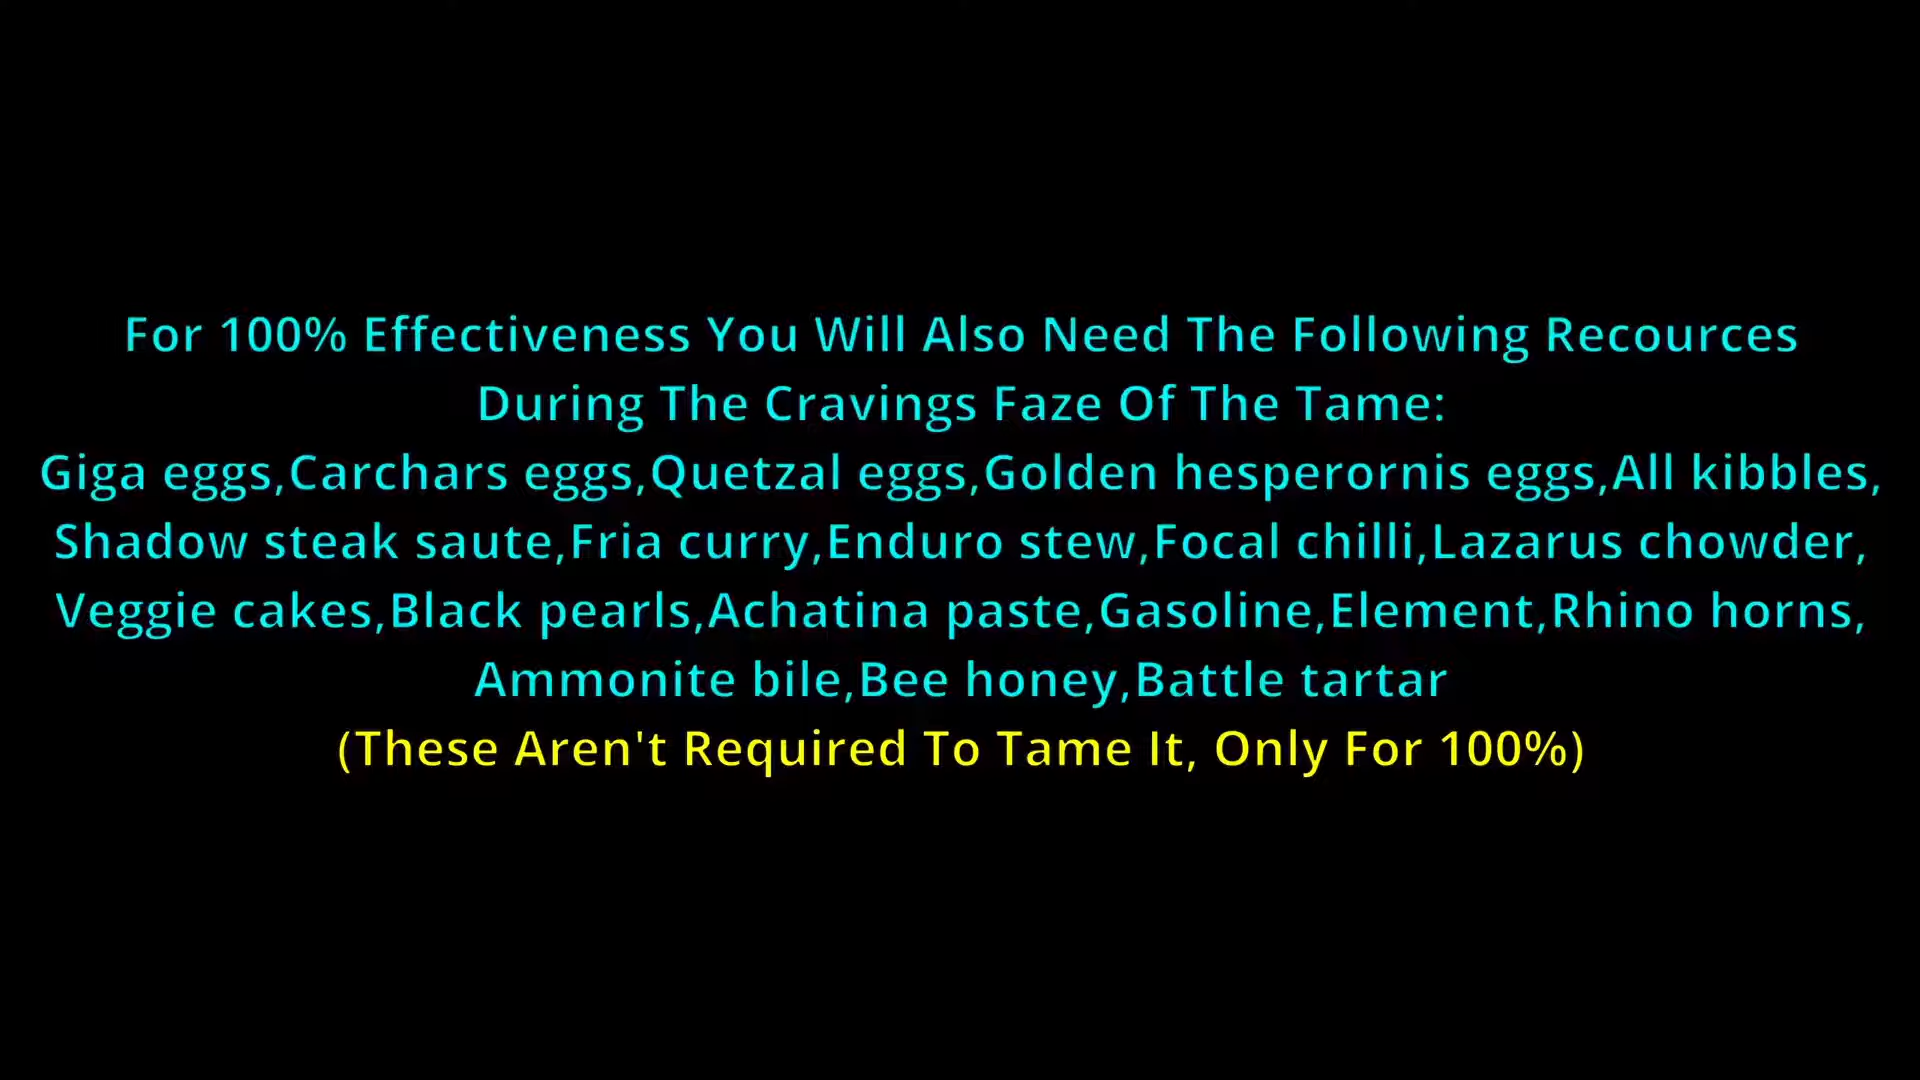 For 100% Effectiveness You Will Also Need The Following Recources
During The Cravings Faze Of The Tame:
Giga eggs,Carchars eggs,Quetzal eggs,Golden hesperornis eggs,All kibbles,
Shadow steak saute,Fria curry,Enduro stew,Focal chilli,Lazarus chowder,
Veggie cakes,Black pearls,Achatina paste,Gasoline,Element,Rhino horns,
Ammonite bile,Bee honey,Battle tartar
(These Aren't Required To Tame It, Only For 100%)